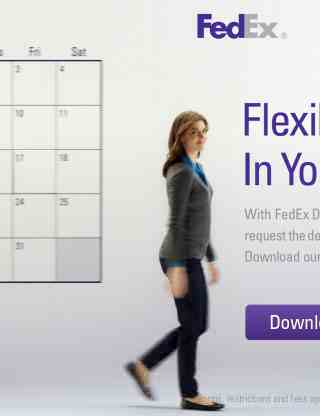 FedEx®
Fri Sat
3 4
10 11
17 18
24 25
31
Flexi
In Yo
With FedEx D
request the de
Download our
Downl
restrictions and fees ap